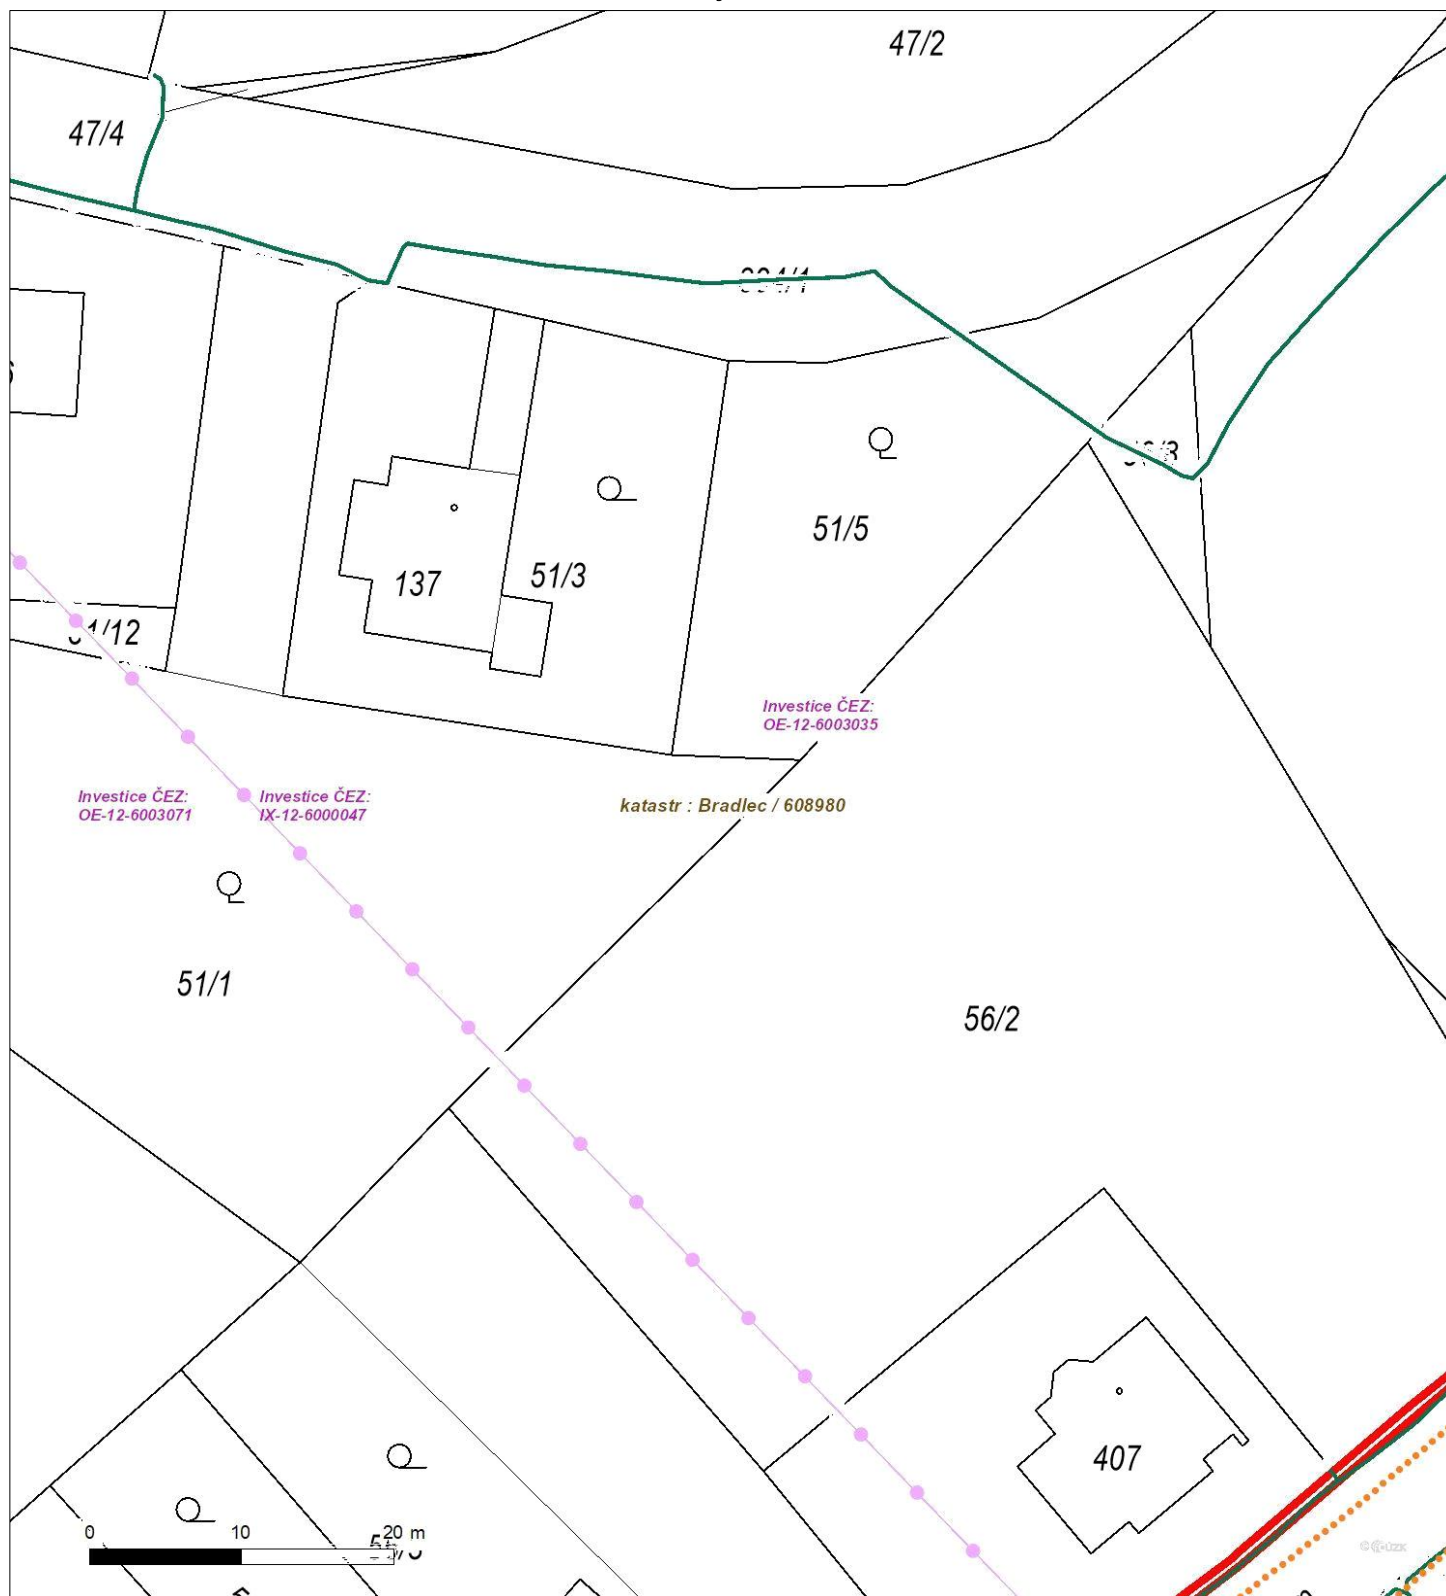 47/2
47/4
51/5
51/3
137
Investice ČEZ:
OE-12-6003035
Investice ČEZ:
OE-12-6003071
Investice ČEZ:
IX-12-6000047
katastr : Bradlec / 608980
51/1
56/2
407
0 10 20 m